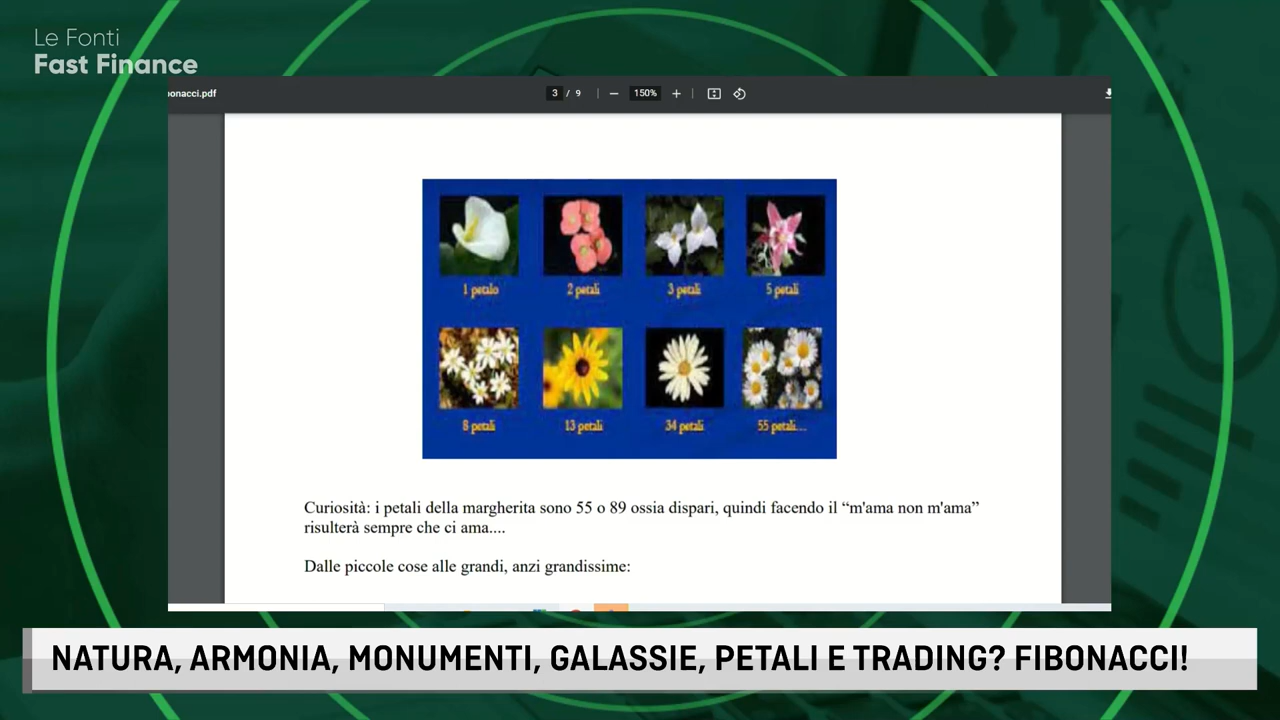 Le Fonti
Fast Finance
onacci.pdf
3 / 9
150%
1 petalo
2 petali
3 petali
5 petali
8 petali
13 petali
34 petali
55 petali...
Curiosità: i petali della margherita sono 55 o 89 ossia dispari, quindi facendo il “m'ama non m'ama”
risulterà sempre che ci ama....
Dalle piccole cose alle grandi, anzi grandissime:
NATURA, ARMONIA, MONUMENTI, GALASSIE, PETALI E TRADING? FIBONACCI!